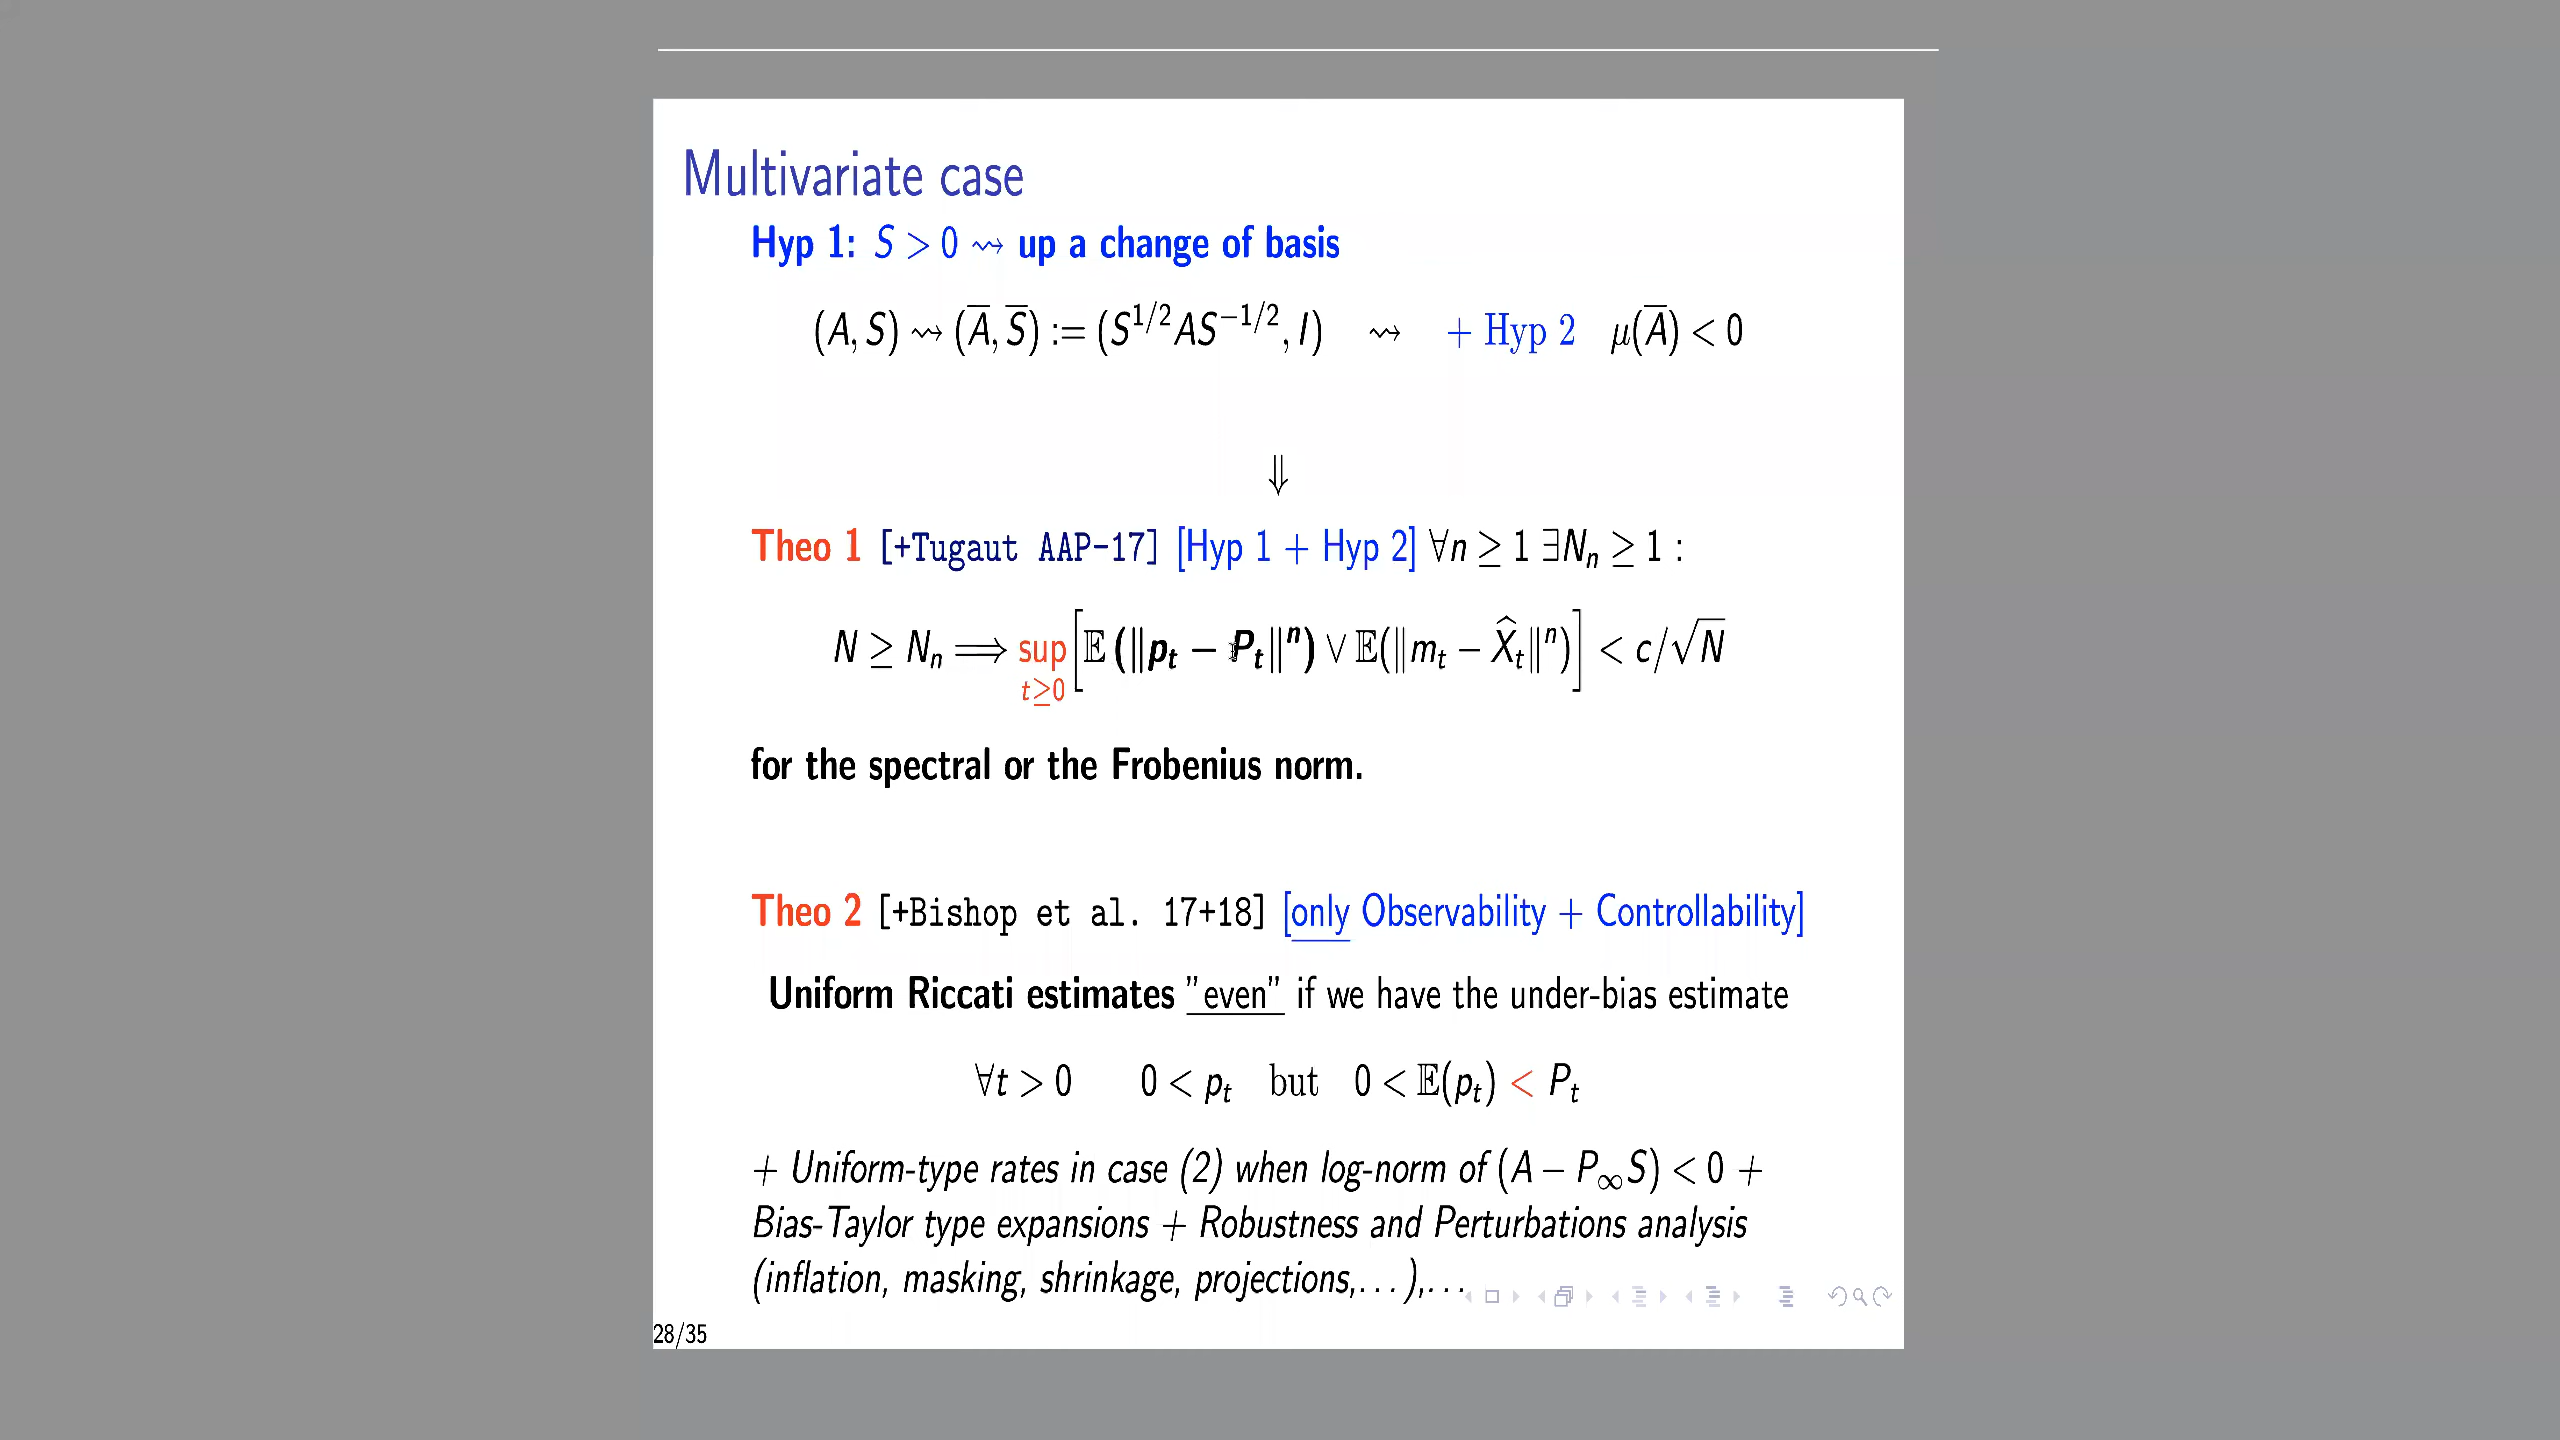 Multivariate case
Hyp 1: S > 0 ⇝ up a change of basis
(A, S) ⇝ (A̅, S̅) := (S^{1/2}AS^{−1/2}, I) ⇝ + Hyp 2 μ(A̅) < 0
⇓
Theo 1 [+Tugaut AAP-17] [Hyp 1 + Hyp 2] ∀n ≥ 1 ∃N_n ≥ 1 :
N ≥ N_n ⟹ sup_{t≥0} [𝔼 (‖p_t − P_t‖^n) ∨ 𝔼(‖m_t − X̂_t‖^n)] < c/√N
for the spectral or the Frobenius norm.
Theo 2 [+Bishop et al. 17+18] [only Observability + Controllability]
Uniform Riccati estimates ”even” if we have the under-bias estimate
∀t > 0 0 < p_t but 0 < 𝔼(p_t) < P_t
+ Uniform-type rates in case (2) when log-norm of (A − P_∞S) < 0 +
Bias-Taylor type expansions + Robustness and Perturbations analysis
(inflation, masking, shrinkage, projections,...),...
28/35